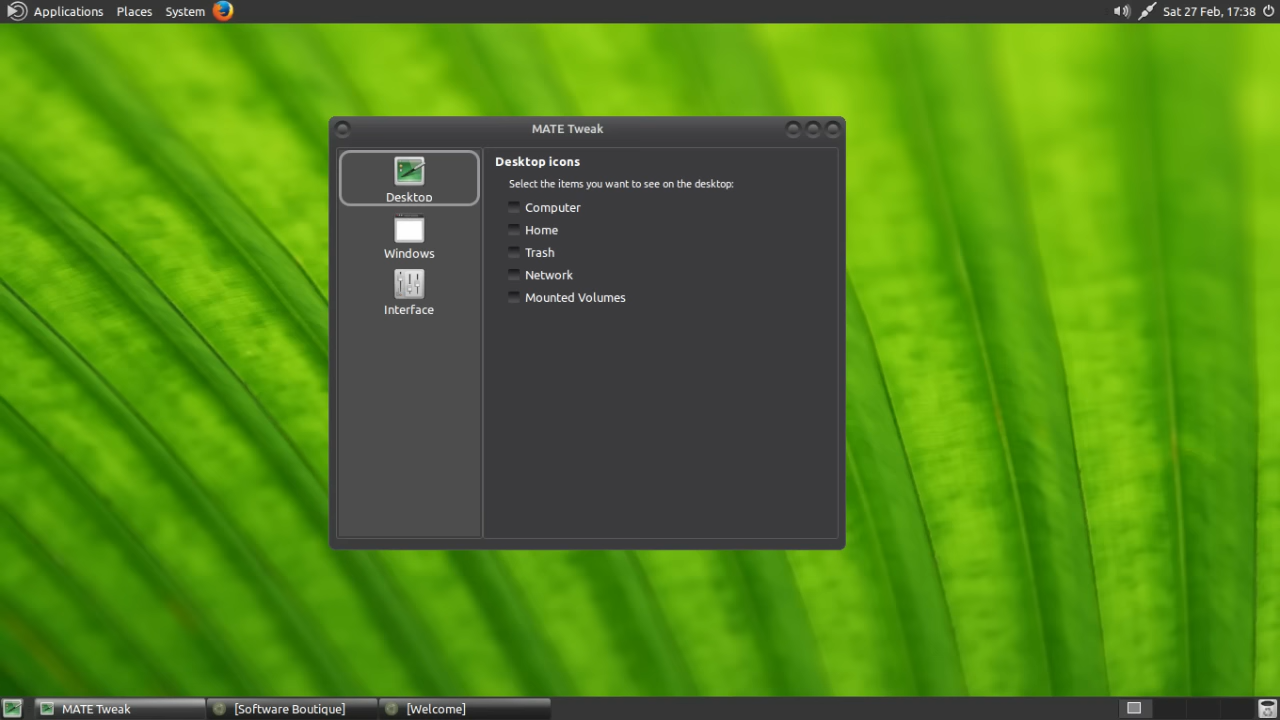 Applications Places System Sat 27 Feb, 17:38
MATE Tweak
Desktop
Windows
Interface
Desktop icons
Select the items you want to see on the desktop:
Computer
Home
Trash
Network
Mounted Volumes
MATE Tweak [Software Boutique] [Welcome]